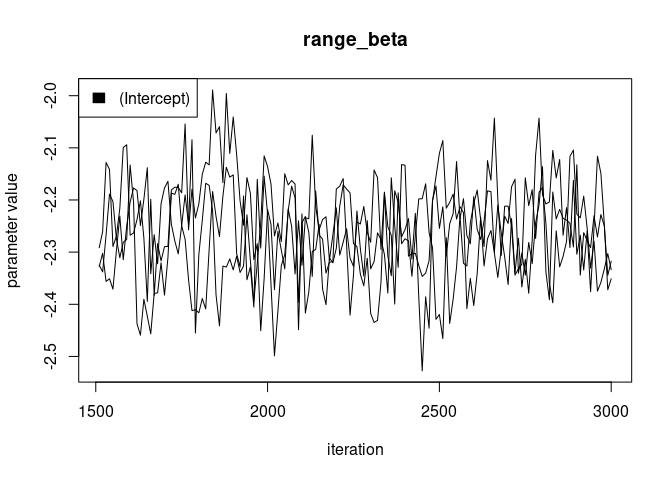 range_beta
(Intercept)
parameter value
-2.0
-2.1
-2.2
-2.3
-2.4
-2.5
1500 2000 2500 3000
iteration